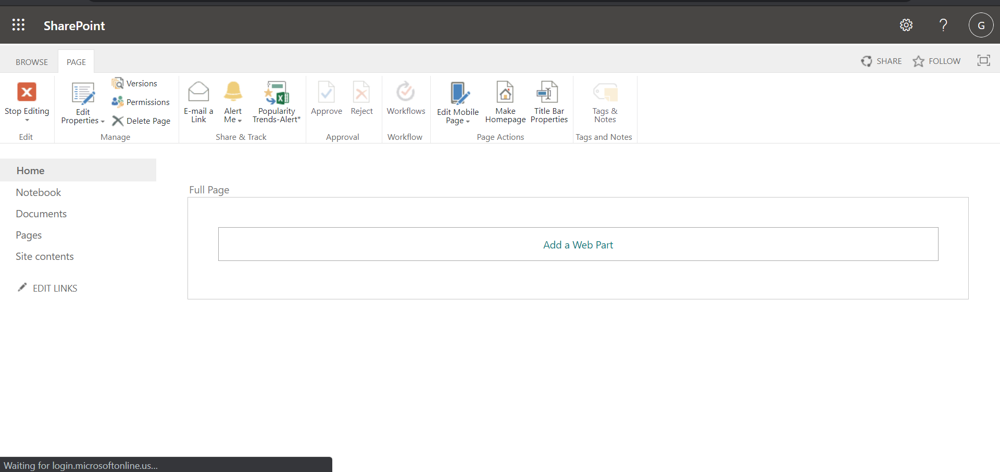 SharePoint
?
G
BROWSE
PAGE
SHARE
FOLLOW
Stop Editing
Edit
Edit
Properties
Versions
Permissions
Delete Page
Manage
E-mail a
Link
Alert
Me
Popularity
Trends-Alert*
Share & Track
Approve
Reject
Approval
Workflows
Workflow
Edit Mobile
Page
Make
Homepage
Title Bar
Properties
Page Actions
Tags &
Notes
Tags and Notes
Home
Notebook
Documents
Pages
Site contents
EDIT LINKS
Full Page
Add a Web Part
Waiting for login.microsoftonline.us...